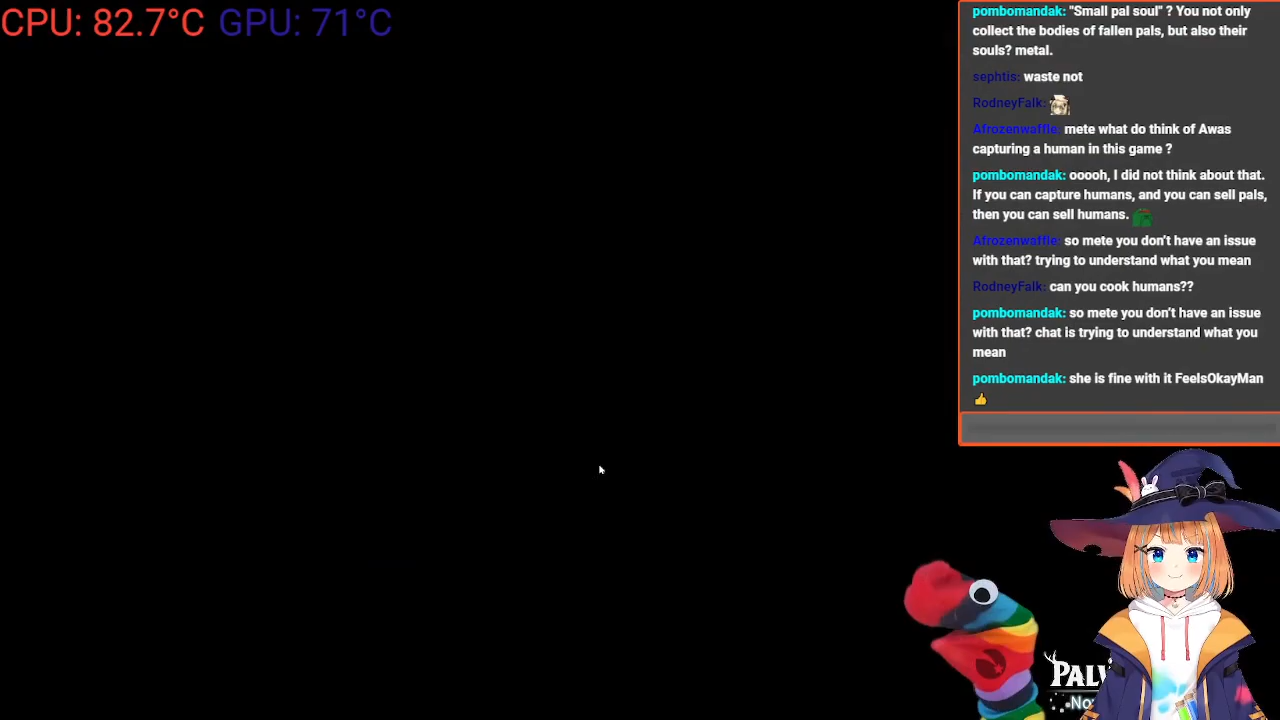 CPU: 82.7°C GPU: 71°C
pombomandak: "Small pal soul" ? You not only
collect the bodies of fallen pals, but also their
souls? metal.
sephtis: waste not
RodneyFalk:
Afrozenwaffle: mete what do think of Awas
capturing a human in this game ?
pombomandak: ooooh, I did not think about that.
If you can capture humans, and you can sell pals,
then you can sell humans.
Afrozenwaffle: so mete you don't have an issue
with that? trying to understand what you mean
RodneyFalk: can you cook humans??
pombomandak: so mete you don't have an issue
with that? chat is trying to understand what you
mean
pombomandak: she is fine with it FeelsOkayMan
👍
PALW
No